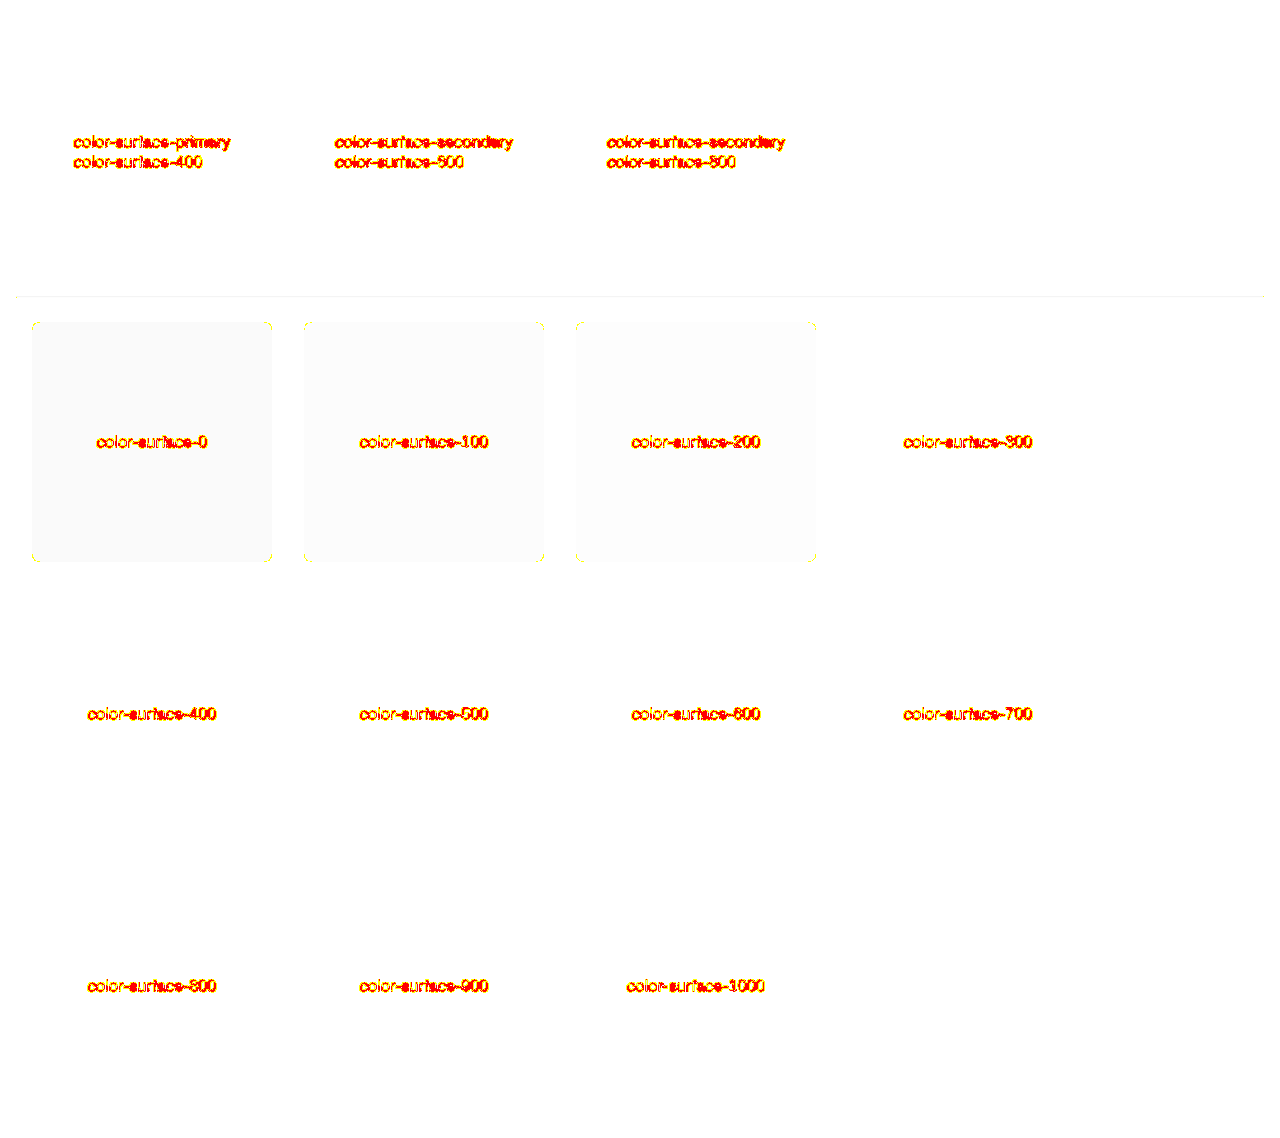 color-surface-primary
color-surface-400
color-surface-secondary
color-surface-500
color-surface-secondary
color-surface-800
color-surface-0
color-surface-100
color-surface-200
color-surface-300
color-surface-400
color-surface-500
color-surface-600
color-surface-700
color-surface-800
color-surface-900
color-surface-1000